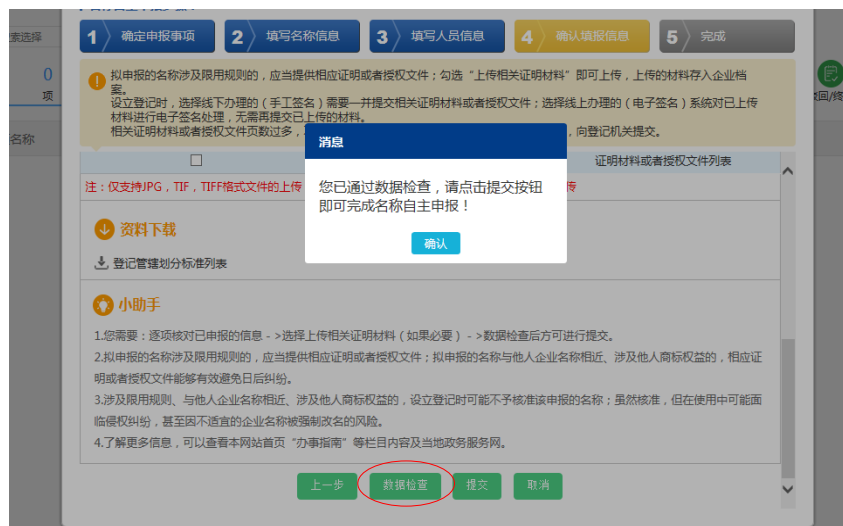 1 确定申报事项 2 填写名称信息 3 填写人员信息 4 确认填报信息 5 完成
索选择
0
项
名称
拟申报的名称涉及限用规则的，应当提供相应证明或者授权文件；勾选“上传相关证明材料”即可上传，上传的材料存入企业档
案。
设立登记时，选择线下办理的（手工签名）需要一并提交相关证明材料或者授权文件；选择线上办理的（电子签名）系统对已上传
材料进行电子签名处理，无需再提交已上传的材料。
相关证明材料或者授权文件页数过多，
，向登记机关提交。
消息
您已通过数据检查，请点击提交按钮
即可完成名称自主申报！
确认
证明材料或者授权文件列表
注：仅支持JPG，TIF，TIFF格式文件的上传
传
资料下载
登记管辖划分标准列表
小助手
1.您需要：逐项核对已申报的信息 - >选择上传相关证明材料（如果必要） - >数据检查后方可进行提交。
2.拟申报的名称涉及限用规则的，应当提供相应证明或者授权文件；拟申报的名称与他人企业名称相近、涉及他人商标权益的，相应证
明或者授权文件能够有效避免日后纠纷。
3.涉及限用规则、与他人企业名称相近、涉及他人商标权益的，设立登记时可能不予核准该申报的名称；虽然核准，但在使用中可能面
临侵权纠纷，甚至因不适宜的企业名称被强制改名的风险。
4.了解更多信息，可以查看本网站首页“办事指南”等栏目内容及当地政务服务网。
上一步 数据检查 提交 取消